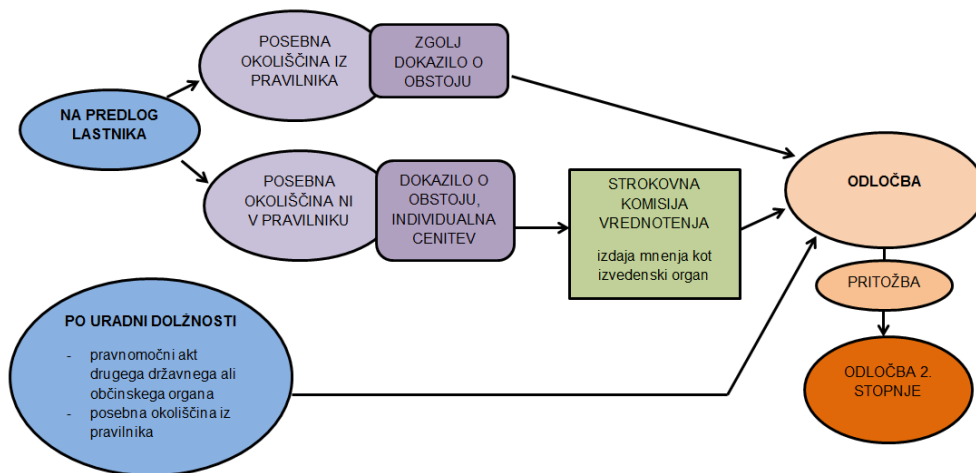 POSEBNA
OKOLIŠČINA IZ
PRAVILNIKA
ZGOLJ
DOKAZILO O
OBSTOJU
NA PREDLOG
LASTNIKA
POSEBNA
OKOLIŠČINA NI
V PRAVILNIKU
DOKAZILO O
OBSTOJU,
INDIVIDUALNA
CENITEV
STROKOVNA
KOMISIJA
VREDNOTENJA
izdaja mnenja kot
izvedenski organ
ODLOČBA
PRITOŽBA
ODLOČBA 2.
STOPNJE
PO URADNI DOLŽNOSTI
- pravnomočni akt
drugega državnega ali
občinskega organa
- posebna okoliščina iz
pravilnika